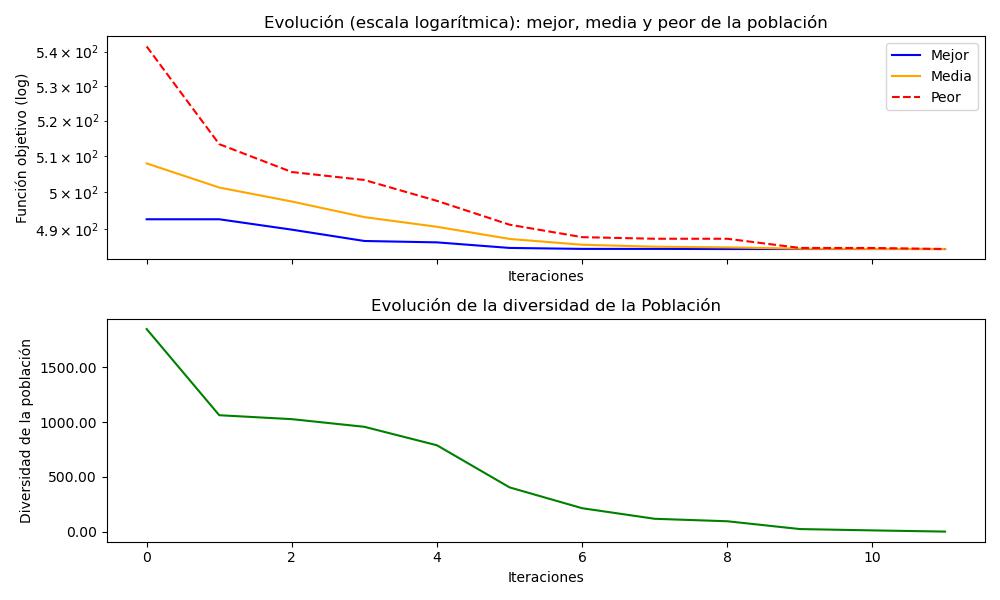 Evolución (escala logarítmica): mejor, media y peor de la población
Función objetivo (log)
5.4 × 10²
5.3 × 10²
5.2 × 10²
5.1 × 10²
5 × 10²
4.9 × 10²
Mejor
Media
Peor
Iteraciones
Evolución de la diversidad de la Población
Diversidad de la población
1500.00
1000.00
500.00
0.00
0 2 4 6 8 10
Iteraciones